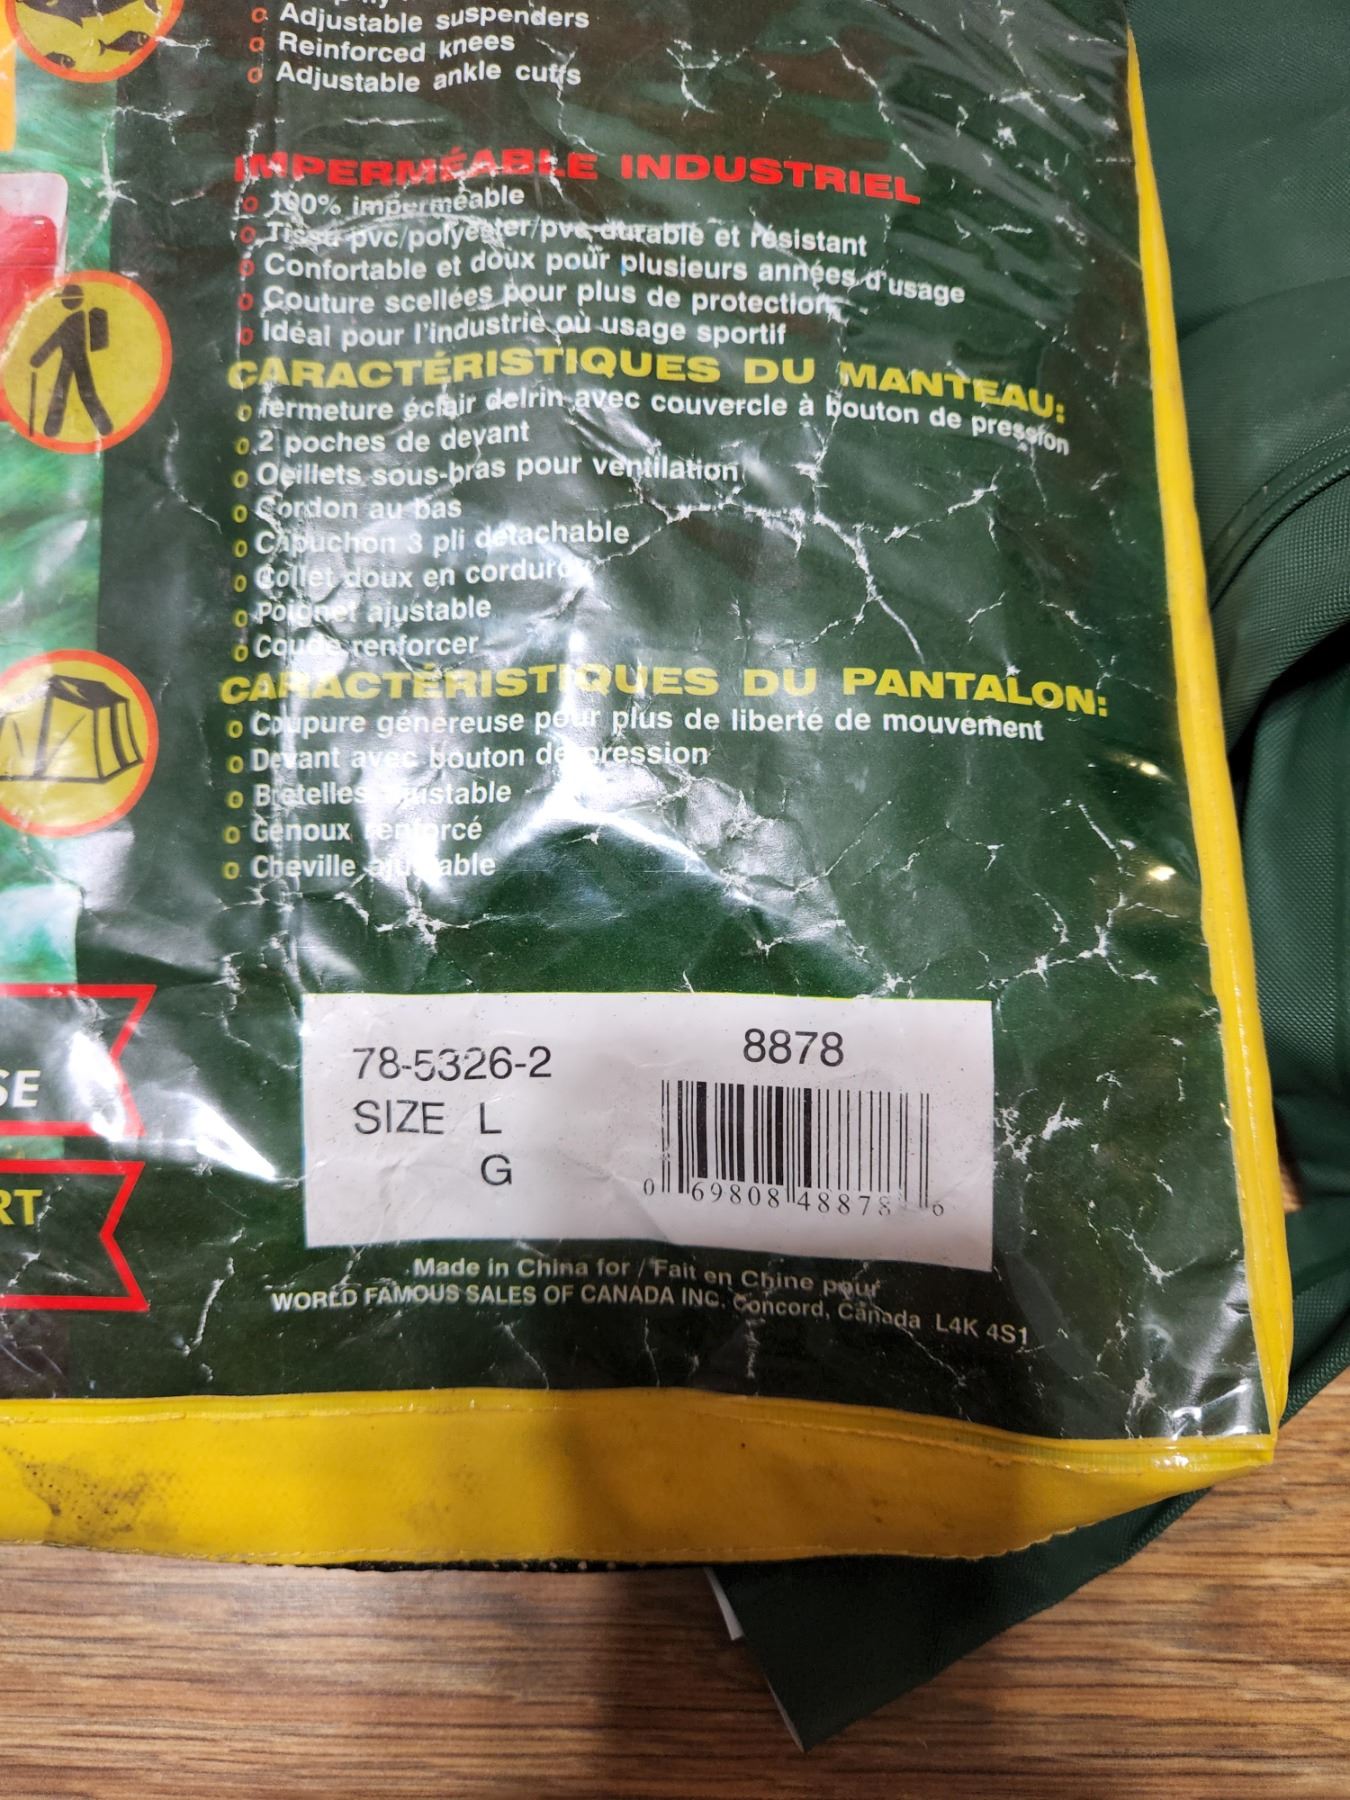 Adjustable suspenders
Reinforced knees
Adjustable ankle cuffs
IMPERMÉABLE INDUSTRIEL
100% imperméable
Tissu pvc/polyester/pvc durable et résistant
Confortable et doux pour plusieurs années d'usage
Couture scellées pour plus de protection
Idéal pour l'industrie ou usage sportif
CARACTÉRISTIQUES DU MANTEAU:
fermeture éclair delrin avec couvercle à bouton de pression
2 poches de devant
Oeillets sous-bras pour ventilation
Cordon au bas
Capuchon 3 pli détachable
Collet doux en corduroy
Poignet ajustable
Coude renforcer
CARACTÉRISTIQUES DU PANTALON:
Coupure généreuse pour plus de liberté de mouvement
Devant avec bouton de pression
Bretelles ajustable
Genoux renforcé
Cheville ajustable
SE
RT
78-5326-2 8878
SIZE L
G
0 69808 48878 6
Made in China for / Fait en Chine pour
WORLD FAMOUS SALES OF CANADA INC. Concord, Canada L4K 4S1